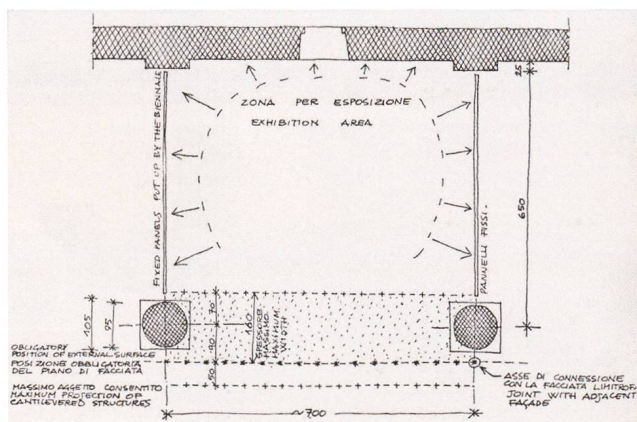 ZONA PER ESPOSIZIONE
EXHIBITION AREA
FIXED PANELS PUT UP BY THE BIENNALE
PANNELLI FISSI -
25
650
105
95
70
90
50
160
SPESSORE
MASSIMO
MAXIMUM
WIDTH
OBLIGATORY
POSITION OF EXTERNAL SURFACE
POSIZIONE OBBLIGATORIA
DEL PIANO DI FACCIATA
MASSIMO AGGETTO CONSENTITO
MAXIMUM PROTECTION OF
CANTILEVERED STRUCTURES
~700
ASSE DI CONNESSIONE
CON LA FACCIATA LIMITROFA
JOINT WITH ADJACENT
FAÇADE